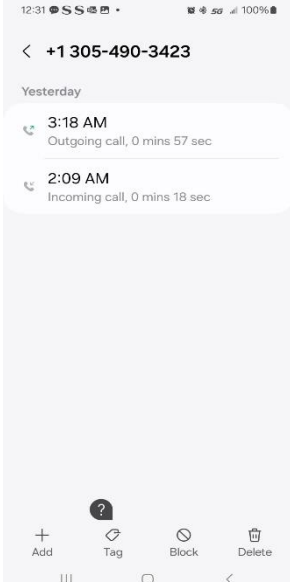 12:31 S S 5G 100%
+1 305-490-3423
Yesterday
3:18 AM
Outgoing call, 0 mins 57 sec
2:09 AM
Incoming call, 0 mins 18 sec
?
Add Tag Block Delete